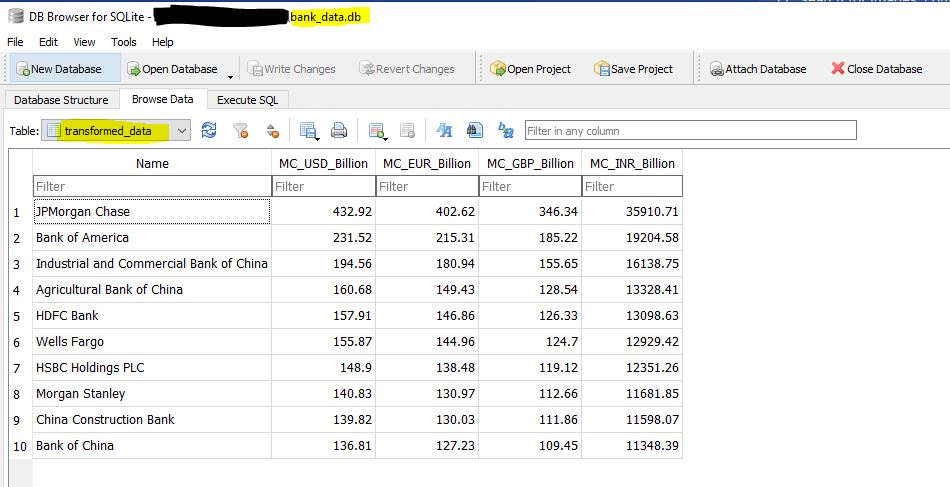 DB Browser for SQLite - \bank_data.db
File Edit View Tools Help
New Database Open Database Write Changes Revert Changes Open Project Save Project Attach Database Close Database
Database Structure Browse Data Execute SQL
Table: transformed_data Filter in any column
Name MC_USD_Billion MC_EUR_Billion MC_GBP_Billion MC_INR_Billion
Filter Filter Filter Filter Filter
1 JPMorgan Chase 432.92 402.62 346.34 35910.71
2 Bank of America 231.52 215.31 185.22 19204.58
3 Industrial and Commercial Bank of China 194.56 180.94 155.65 16138.75
4 Agricultural Bank of China 160.68 149.43 128.54 13328.41
5 HDFC Bank 157.91 146.86 126.33 13098.63
6 Wells Fargo 155.87 144.96 124.7 12929.42
7 HSBC Holdings PLC 148.9 138.48 119.12 12351.26
8 Morgan Stanley 140.83 130.97 112.66 11681.85
9 China Construction Bank 139.82 130.03 111.86 11598.07
10 Bank of China 136.81 127.23 109.45 11348.39